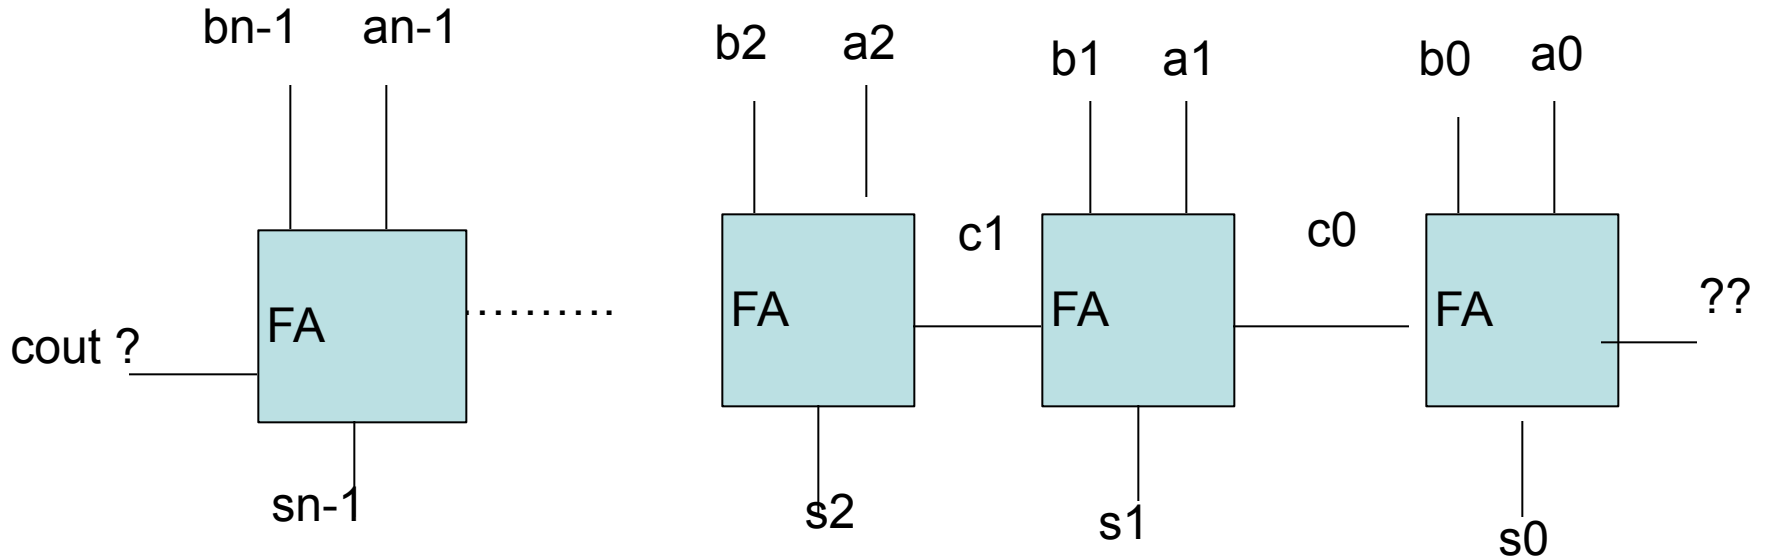 bn-1
an-1
b2
a2
b1
a1
b0
a0
c1
c0
FA
FA
FA
FA
??
cout ?
sn-1
s2
s1
s0